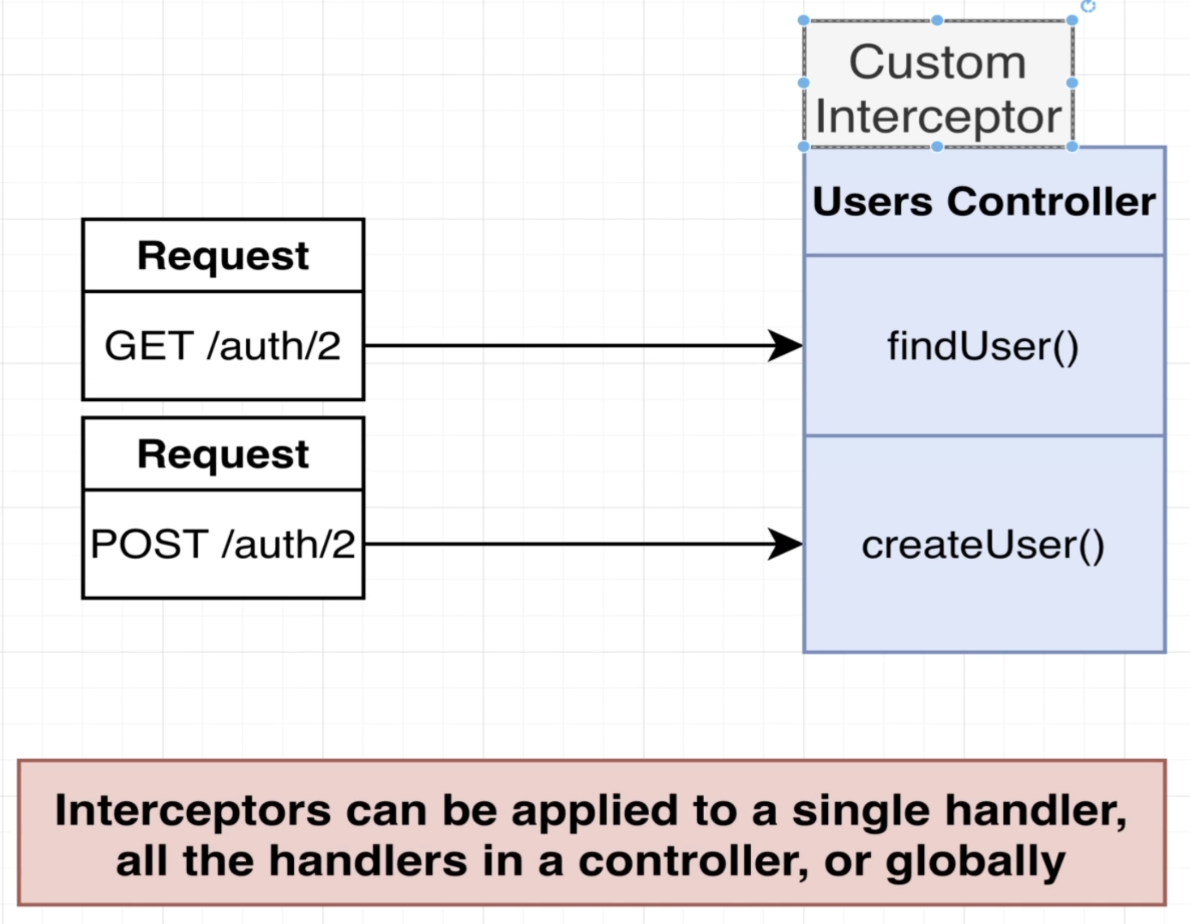 Custom
Interceptor
Users Controller
Request
GET /auth/2
findUser()
Request
POST /auth/2
createUser()
Interceptors can be applied to a single handler,
all the handlers in a controller, or globally